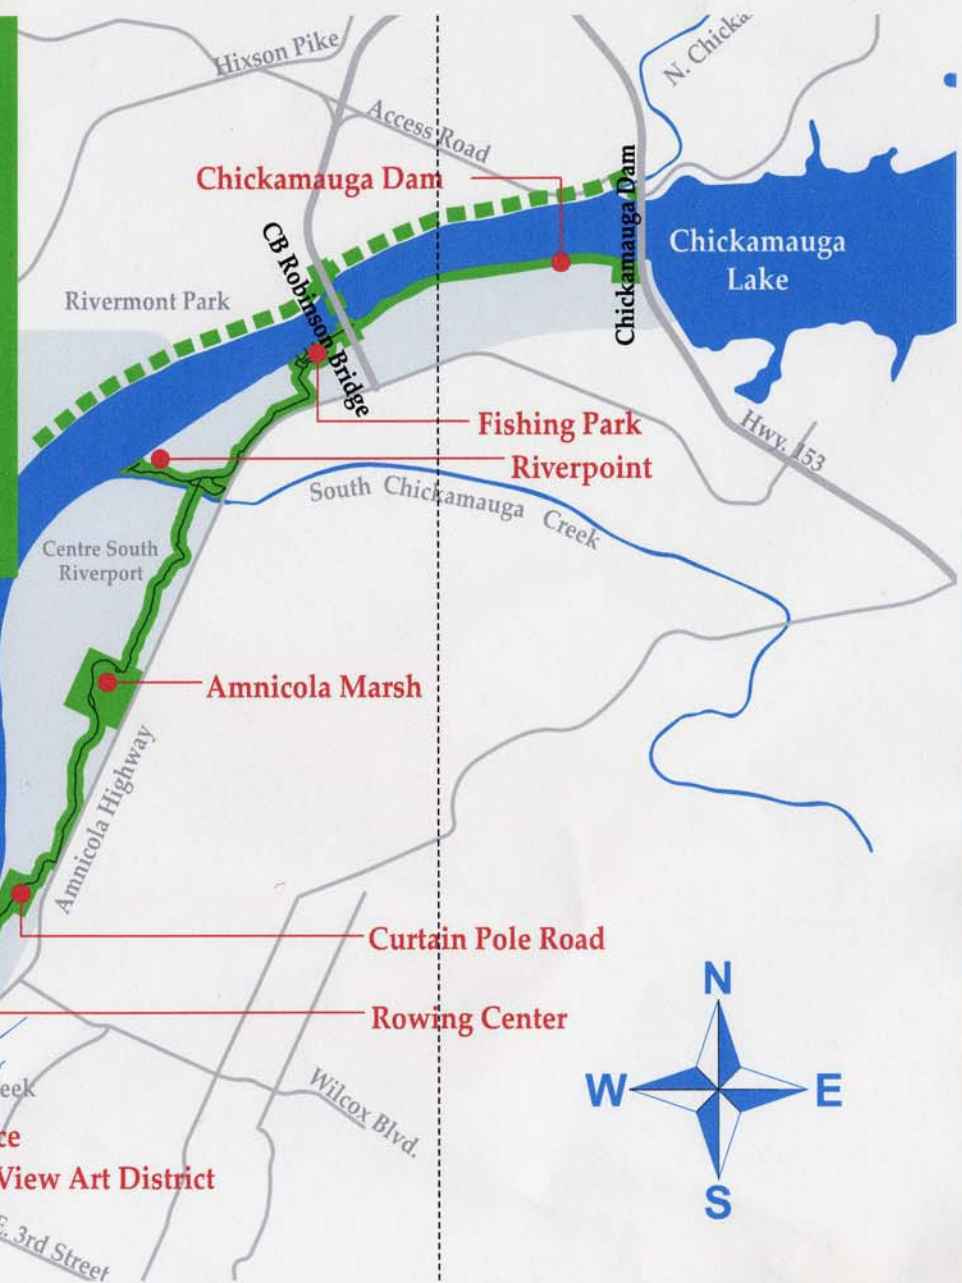 Hixson Pike
N. Chicka
Access Road
Chickamauga Dam
Chickamauga Dam
CB Robinson Bridge
Chickamauga
Lake
Rivermont Park
Fishing Park
Hwy. 153
Riverpoint
South Chickamauga Creek
Centre South
Riverport
Amnicola Marsh
Amnicola Highway
Curtain Pole Road
Rowing Center
N
W
E
S
eek
Wilcox Blvd.
ce
View Art District
E. 3rd Street